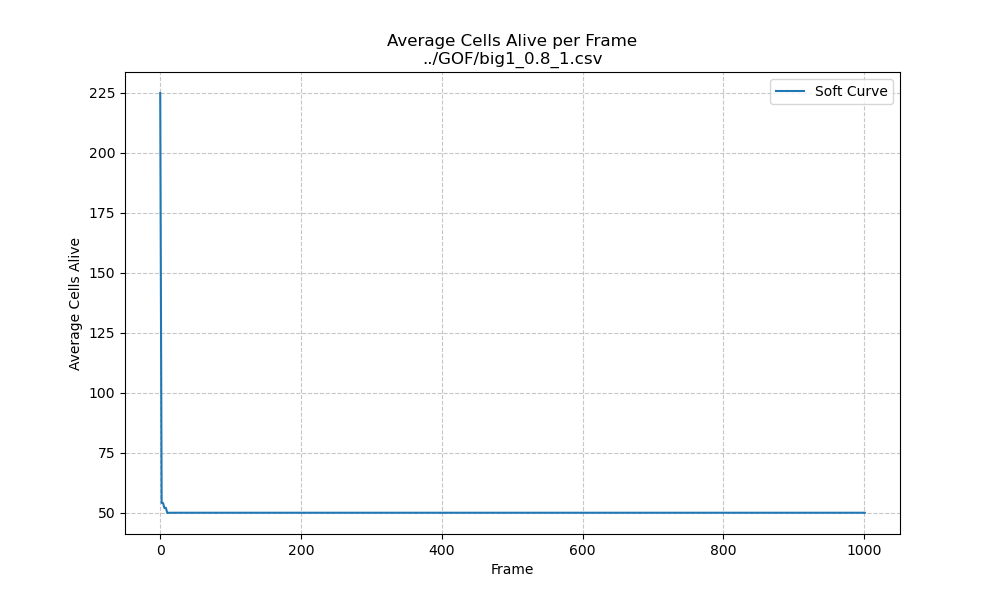 Average Cells Alive per Frame
../GOF/big1_0.8_1.csv
Soft Curve
225
200
175
150
125
100
75
50
Average Cells Alive
0 200 400 600 800 1000
Frame